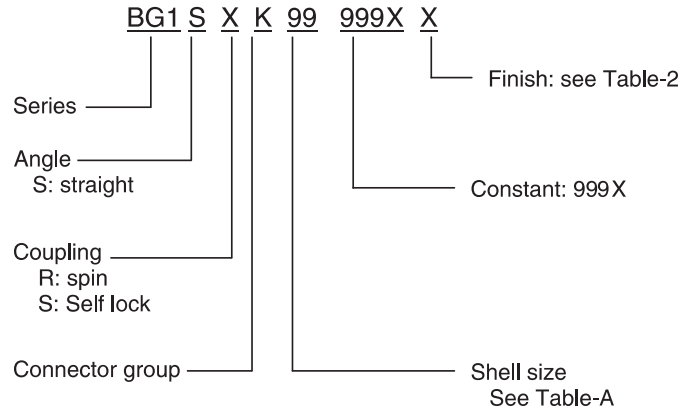 BG1 S X K 99 999X X
Finish: see Table-2
Series
Angle
S: straight
Constant: 999X
Coupling
R: spin
S: Self lock
Connector group
Shell size
See Table-A